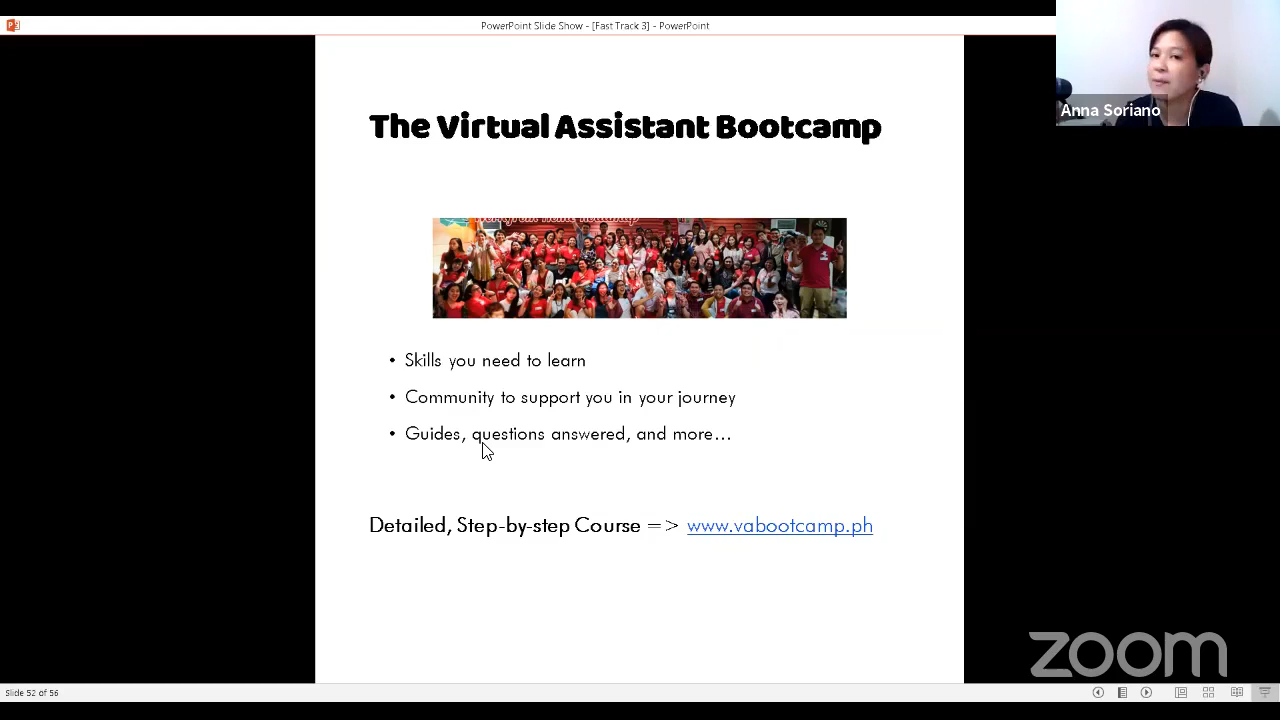 PowerPoint Slide Show - [Fast Track 3] - PowerPoint
Anna Soriano
The Virtual Assistant Bootcamp
• Skills you need to learn
• Community to support you in your journey
• Guides, questions answered, and more...
Detailed, Step-by-step Course => www.vabootcamp.ph
zoom
Slide 52 of 56